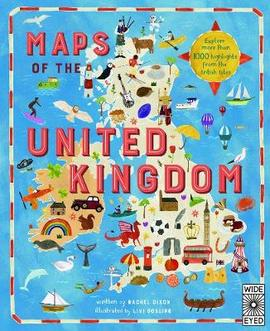 MAPS
OF THE
Explore
more than
1000 highlights
from the
British Isles
UNITED
KINGDOM
written by RACHEL DIXON
illustrated by LIVI GOSLING
WIDE
EYED